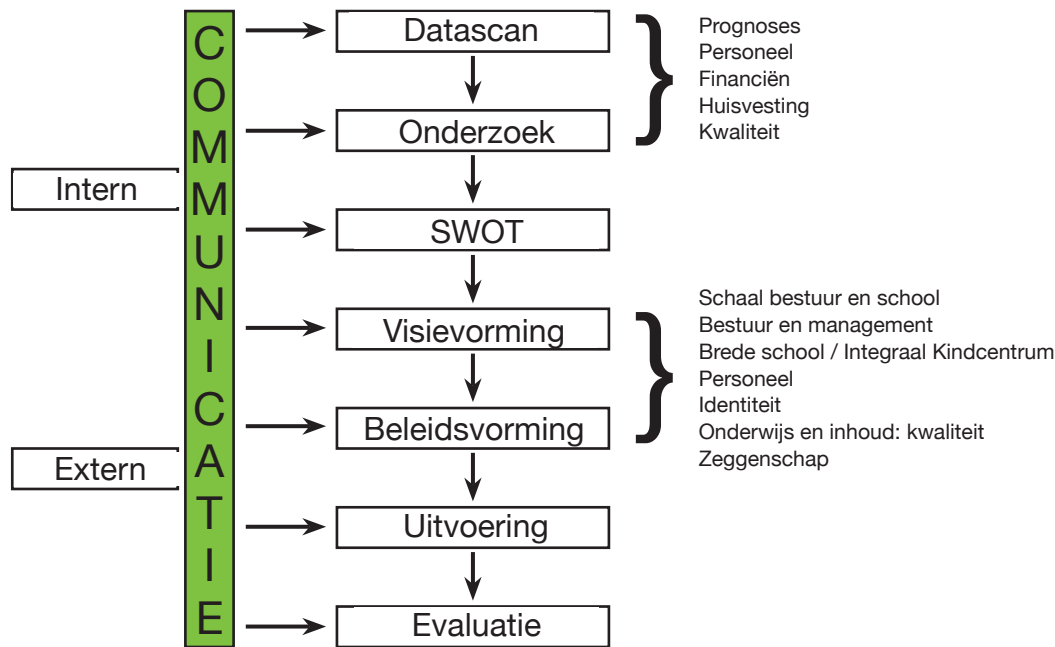 COMMUNICATIE
Intern
Extern
Datascan
Onderzoek
SWOT
Visievorming
Beleidsvorming
Uitvoering
Evaluatie
Prognoses
Personeel
Financiën
Huisvesting
Kwaliteit
Schaal bestuur en school
Bestuur en management
Brede school / Integraal Kindcentrum
Personeel
Identiteit
Onderwijs en inhoud: kwaliteit
Zeggenschap